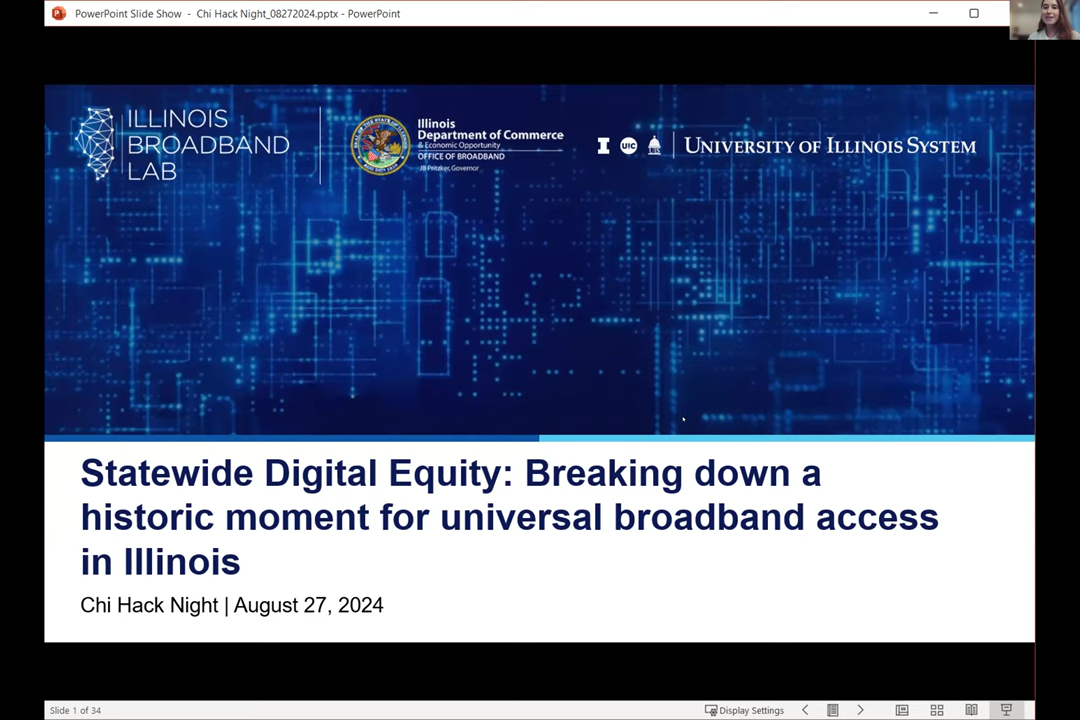 PowerPoint Slide Show - Chi Hack Night_08272024.pptx - PowerPoint
ILLINOIS
BROADBAND
LAB
Illinois
Department of Commerce
& Economic Opportunity
OFFICE OF BROADBAND
JB Pritzker, Governor
I UIC UIS UNIVERSITY OF ILLINOIS SYSTEM
Statewide Digital Equity: Breaking down a
historic moment for universal broadband access
in Illinois
Chi Hack Night | August 27, 2024
Slide 1 of 34
Display Settings